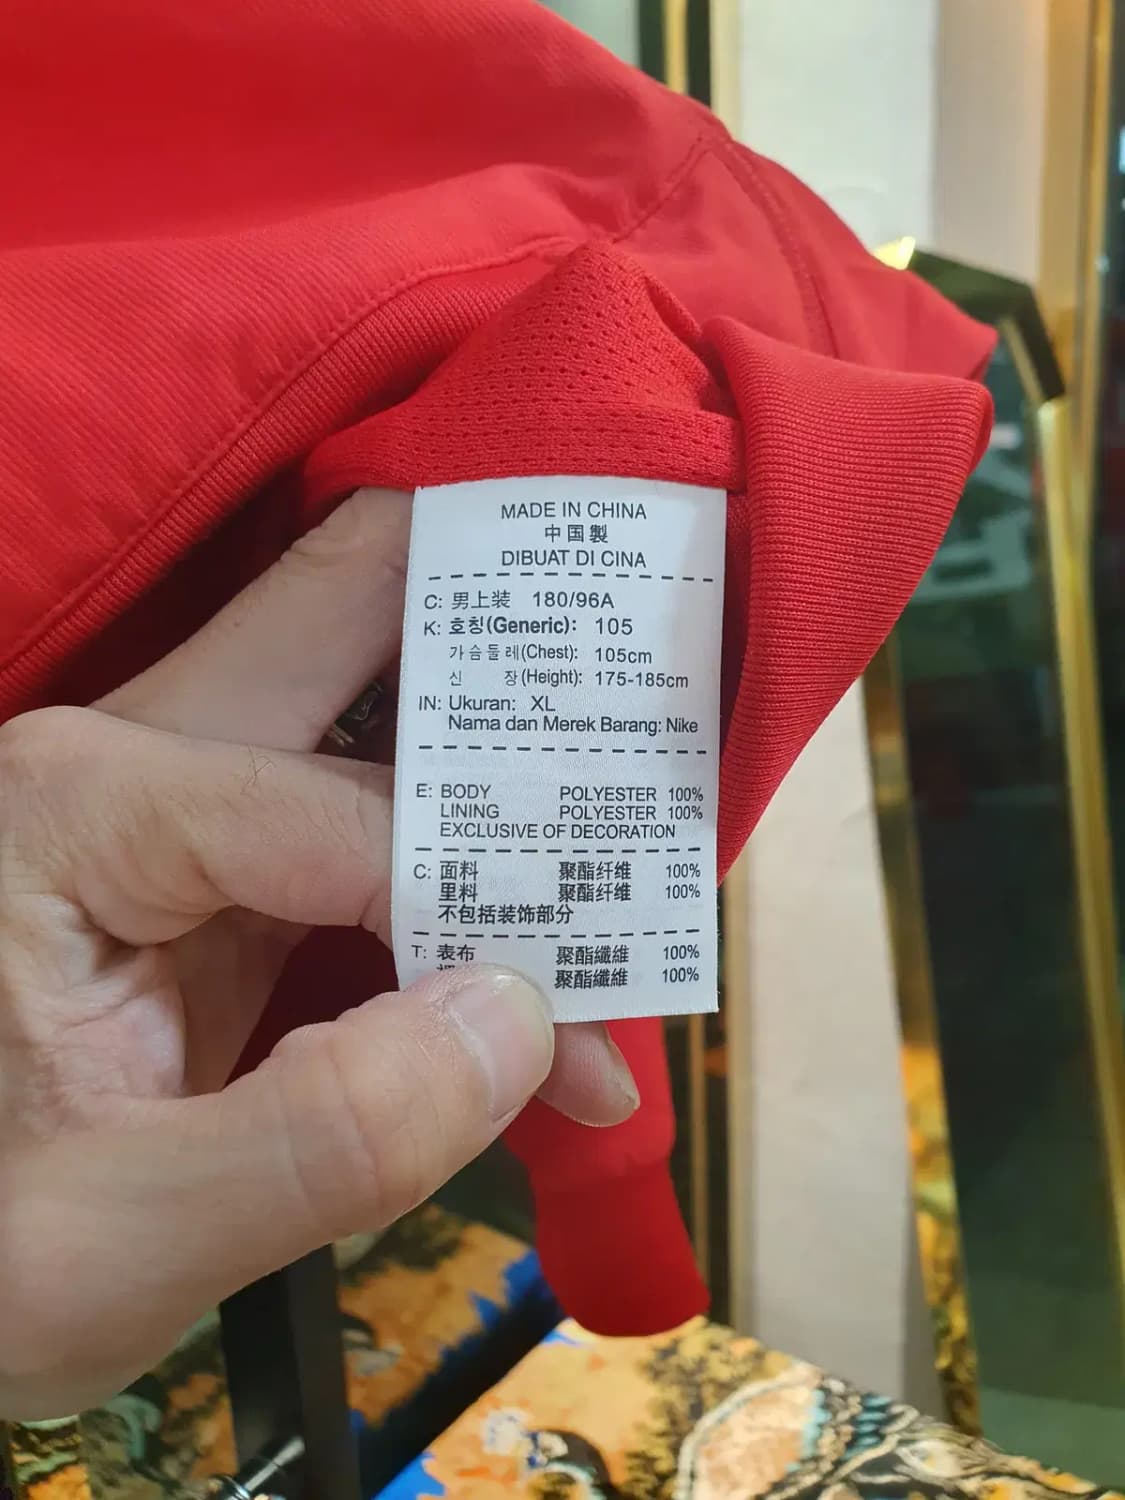 MADE IN CHINA
中国製
DIBUAT DI CINA
C: 男上装 180/96A
K: 호칭(Generic): 105
가슴둘레(Chest): 105cm
신 장(Height): 175-185cm
IN: Ukuran: XL
Nama dan Merek Barang: Nike
E: BODY POLYESTER 100%
LINING POLYESTER 100%
EXCLUSIVE OF DECORATION
C: 面料 聚酯纤维 100%
里料 聚酯纤维 100%
不包括装饰部分
T: 表布 聚酯纖維 100%
聚酯纖維 100%